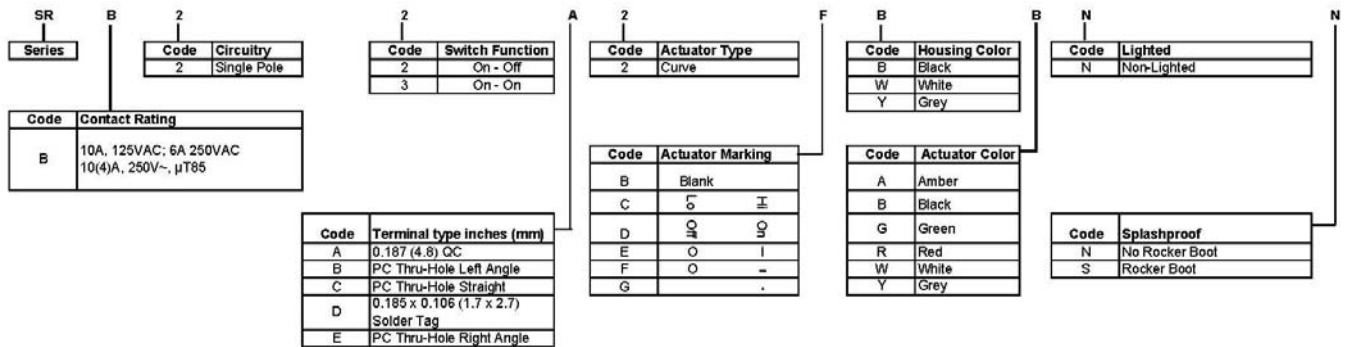 SR B 2 2 A 2 F B B N N
Series
Code Circuitry
2 Single Pole
Code Switch Function
2 On - Off
3 On - On
Code Actuator Type
2 Curve
Code Housing Color
B Black
W White
Y Grey
Code Lighted
N Non-Lighted
Code Contact Rating
B 10A, 125VAC; 6A 250VAC
10(4)A, 250V~, µT85
Code Terminal type inches (mm)
A 0.187 (4.8) QC
B PC Thru-Hole Left Angle
C PC Thru-Hole Straight
D 0.185 x 0.106 (1.7 x 2.7)
Solder Tag
E PC Thru-Hole Right Angle
Code Actuator Marking
B Blank
C Lo Hi
D Off On
E O I
F O -
G .
Code Actuator Color
A Amber
B Black
G Green
R Red
W White
Y Grey
Code Splashproof
N No Rocker Boot
S Rocker Boot